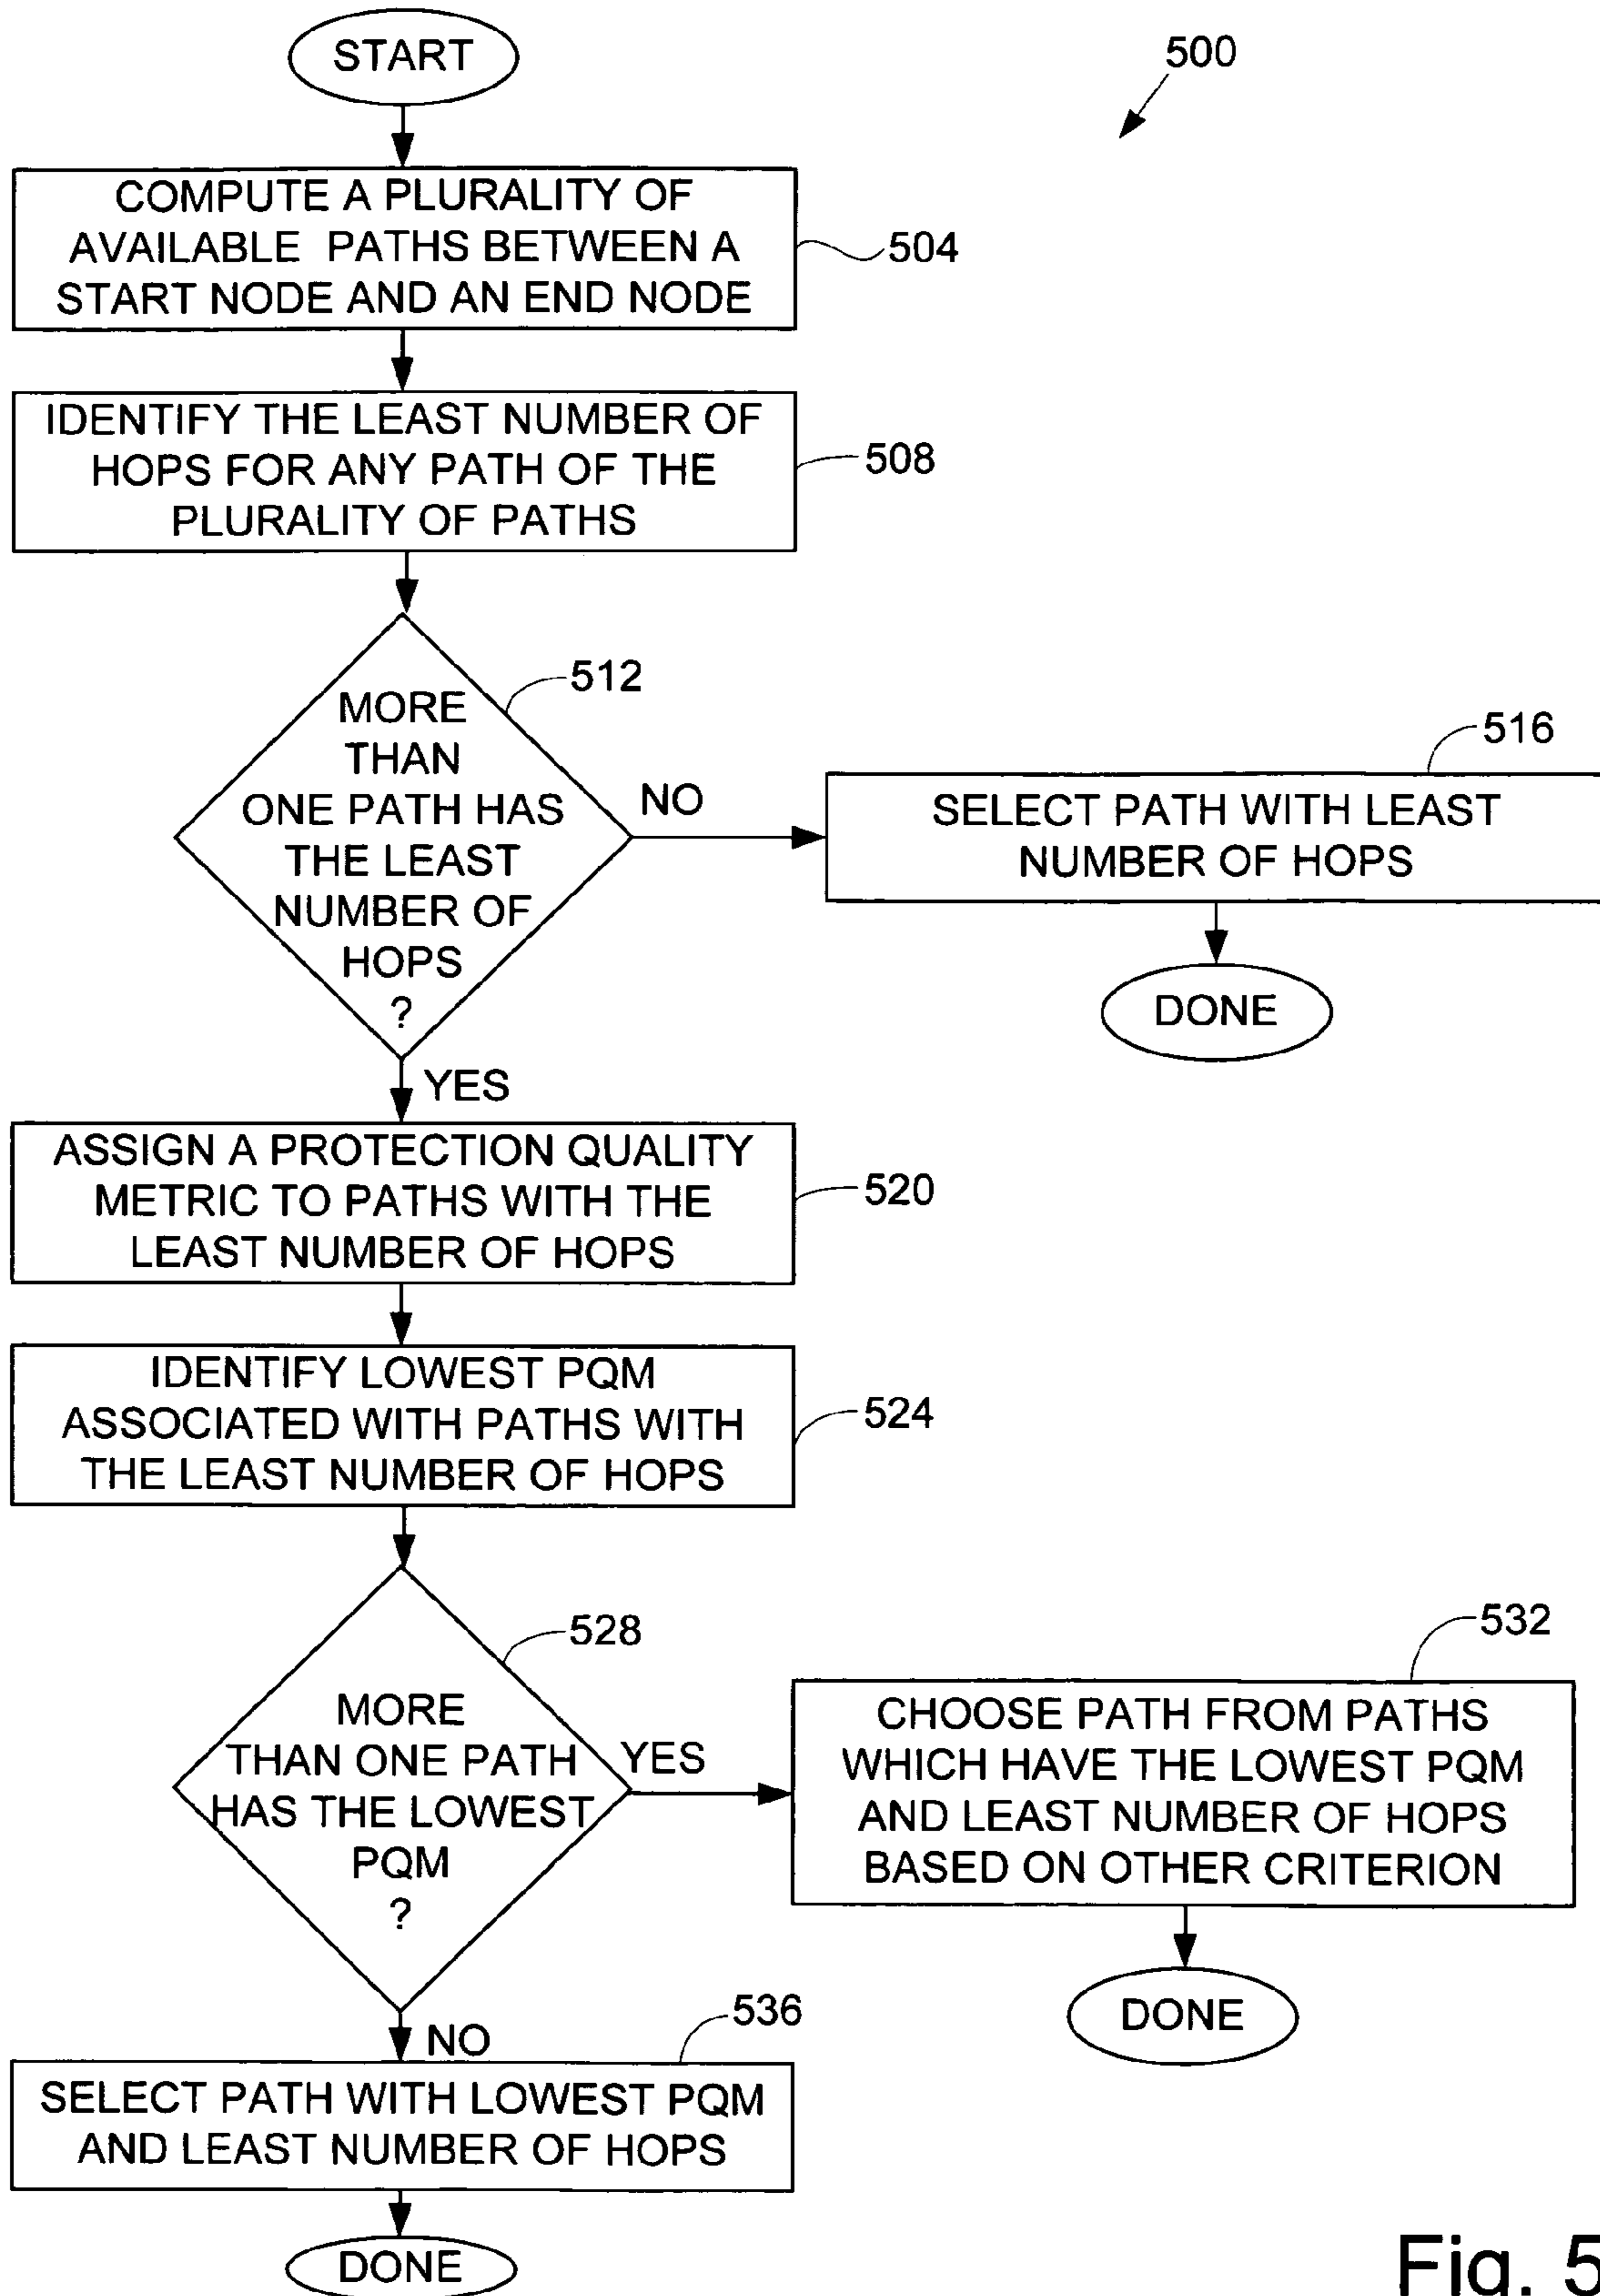 START
500
COMPUTE A PLURALITY OF
AVAILABLE PATHS BETWEEN A
START NODE AND AN END NODE
504
IDENTIFY THE LEAST NUMBER OF
HOPS FOR ANY PATH OF THE
PLURALITY OF PATHS
508
512
MORE
THAN
ONE PATH HAS
THE LEAST
NUMBER OF
HOPS
?
NO
516
SELECT PATH WITH LEAST
NUMBER OF HOPS
DONE
YES
ASSIGN A PROTECTION QUALITY
METRIC TO PATHS WITH THE
LEAST NUMBER OF HOPS
520
IDENTIFY LOWEST PQM
ASSOCIATED WITH PATHS WITH
THE LEAST NUMBER OF HOPS
524
528
MORE
THAN ONE PATH
HAS THE LOWEST
PQM
?
YES
532
CHOOSE PATH FROM PATHS
WHICH HAVE THE LOWEST PQM
AND LEAST NUMBER OF HOPS
BASED ON OTHER CRITERION
DONE
NO
536
SELECT PATH WITH LOWEST PQM
AND LEAST NUMBER OF HOPS
DONE
Fig. 5